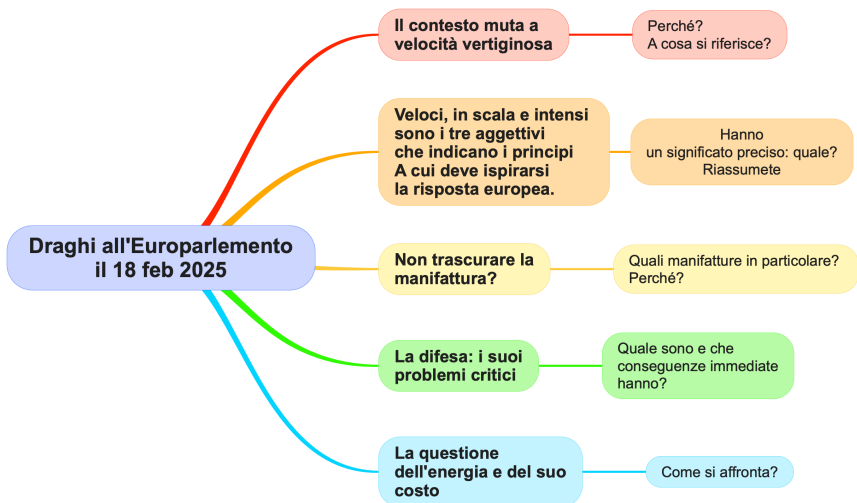 Draghi all'Europarlemento
il 18 feb 2025
Il contesto muta a
velocità vertiginosa
Perché?
A cosa si riferisce?
Veloci, in scala e intensi
sono i tre aggettivi
che indicano i principi
A cui deve ispirarsi
la risposta europea.
Hanno
un significato preciso: quale?
Riassumete
Non trascurare la
manifattura?
Quali manifatture in particolare?
Perché?
La difesa: i suoi
problemi critici
Quale sono e che
conseguenze immediate
hanno?
La questione
dell'energia e del suo
costo
Come si affronta?